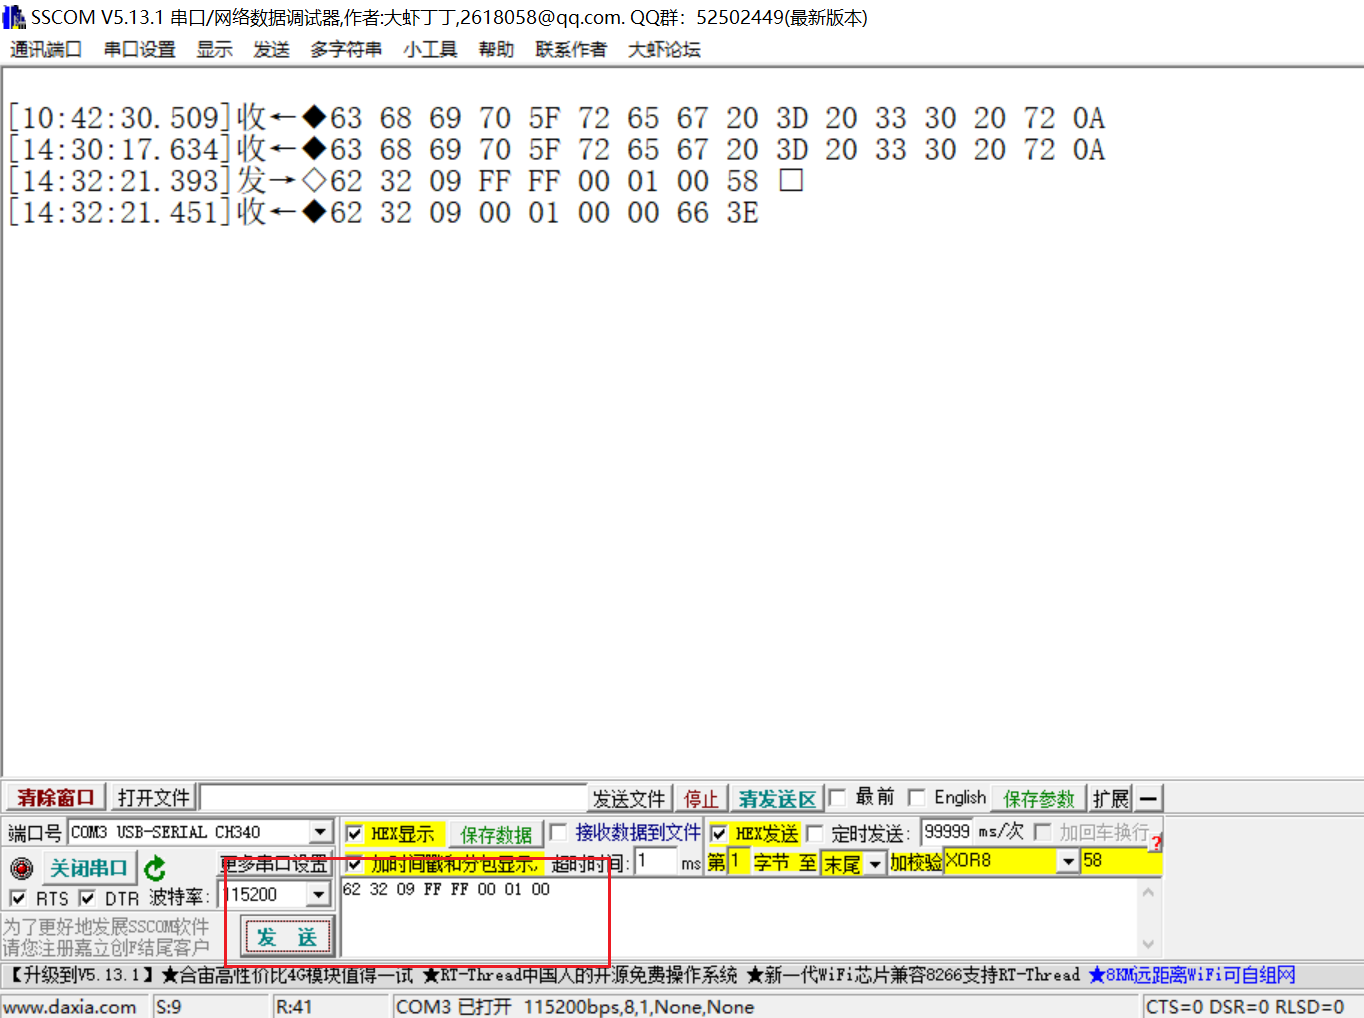 SSCOM V5.13.1 串口/网络数据调试器,作者:大虾丁丁,2618058@qq.com. QQ群：52502449(最新版本)
通讯端口 串口设置 显示 发送 多字符串 小工具 帮助 联系作者 大虾论坛
[10:42:30.509]收←◆63 68 69 70 5F 72 65 67 20 3D 20 33 30 20 72 0A
[14:30:17.634]收←◆63 68 69 70 5F 72 65 67 20 3D 20 33 30 20 72 0A
[14:32:21.393]发→◇62 32 09 FF FF 00 01 00 58 □
[14:32:21.451]收←◆62 32 09 00 01 00 00 66 3E
清除窗口 打开文件 发送文件 停止 清发送区 最前 English 保存参数 扩展 —
端口号 COM3 USB-SERIAL CH340 HEX显示 保存数据 接收数据到文件 HEX发送 定时发送: 99999 ms/次 加回车换行 ?
关闭串口 更多串口设置 加时间戳和分包显示, 超时时间: 1 ms 第 1 字节 至 末尾 加校验 XOR8 58
RTS DTR 波特率: 115200 62 32 09 FF FF 00 01 00
为了更好地发展SSCOM软件
请您注册嘉立创F结尾客户
发 送
【升级到V5.13.1】★合宙高性价比4G模块值得一试 ★RT-Thread中国人的开源免费操作系统 ★新一代WiFi芯片兼容8266支持RT-Thread ★8KM远距离WiFi可自组网
www.daxia.com S:9 R:41 COM3 已打开 115200bps,8,1,None,None CTS=0 DSR=0 RLSD=0